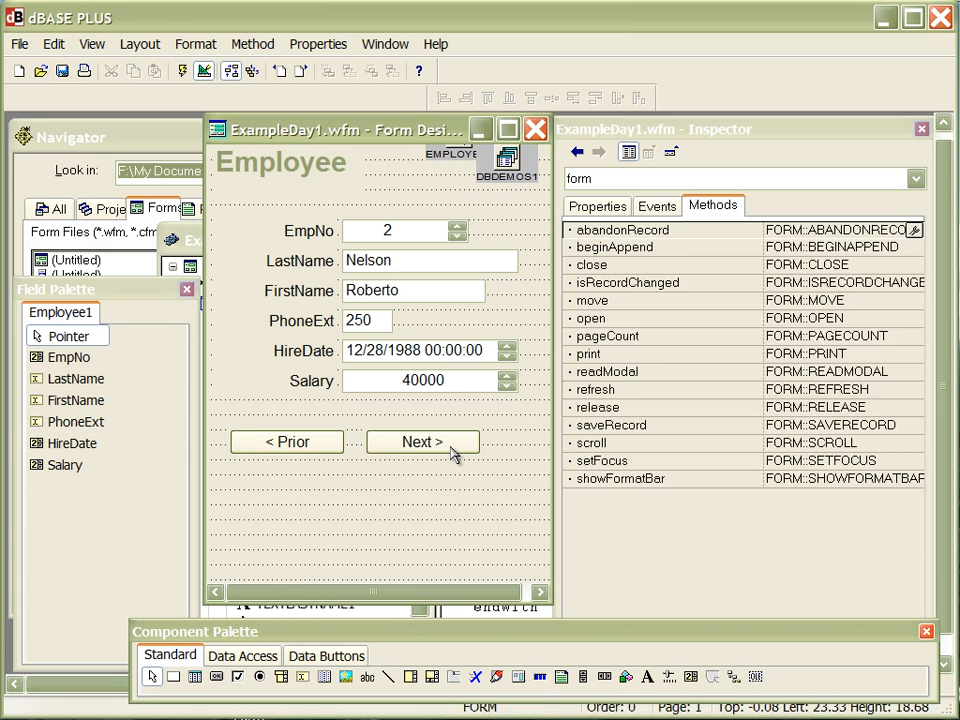 dB dBASE PLUS
File Edit View Layout Format Method Properties Window Help
Navigator
Look in: F:\My Docume
All Proje Forms
Form Files (*.wfm, *.cfm
(Untitled)
(Untitled)
Ex
Field Palette
Employee1
Pointer
EmpNo
LastName
FirstName
PhoneExt
HireDate
Salary
ExampleDay1.wfm - Form Desi...
Employee
EMPLOYE
DBDEMOS1
EmpNo 2
LastName Nelson
FirstName Roberto
PhoneExt 250
HireDate 12/28/1988 00:00:00
Salary 40000
< Prior Next >
endwith
ExampleDay1.wfm - Inspector
form
Properties Events Methods
abandonRecord FORM::ABANDONRECO
beginAppend FORM::BEGINAPPEND
close FORM::CLOSE
isRecordChanged FORM::ISRECORDCHANGE
move FORM::MOVE
open FORM::OPEN
pageCount FORM::PAGECOUNT
print FORM::PRINT
readModal FORM::READMODAL
refresh FORM::REFRESH
release FORM::RELEASE
saveRecord FORM::SAVERECORD
scroll FORM::SCROLL
setFocus FORM::SETFOCUS
showFormatBar FORM::SHOWFORMATBAR
Component Palette
Standard Data Access Data Buttons
FORM Order: 0 Page: 1 Top: -0.08 Left: 23.33 Height: 18.68